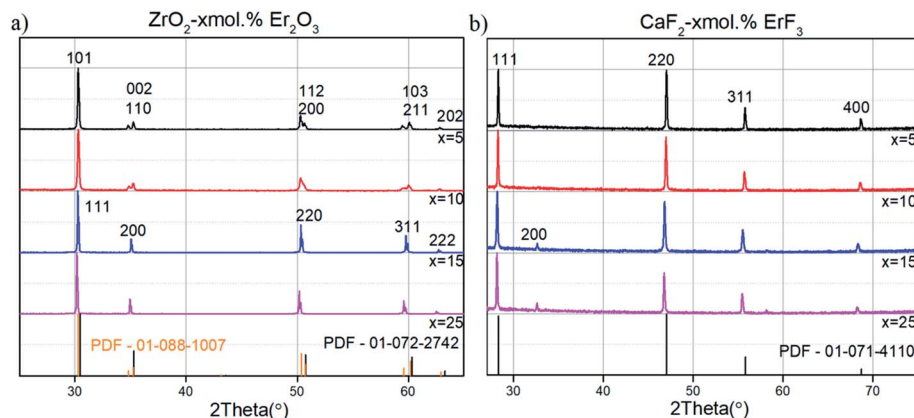 a)
ZrO₂-xmol.% Er₂O₃
101
002
110
112
200
103
211
202
x=5
x=10
111
200
220
311
222
x=15
x=25
PDF - 01-088-1007
PDF - 01-072-2742
30
40
50
60
2Theta(°)
b)
CaF₂-xmol.% ErF₃
111
220
311
400
x=5
x=10
200
x=15
x=25
PDF - 01-071-4110
30
40
50
60
70
2Theta(°)